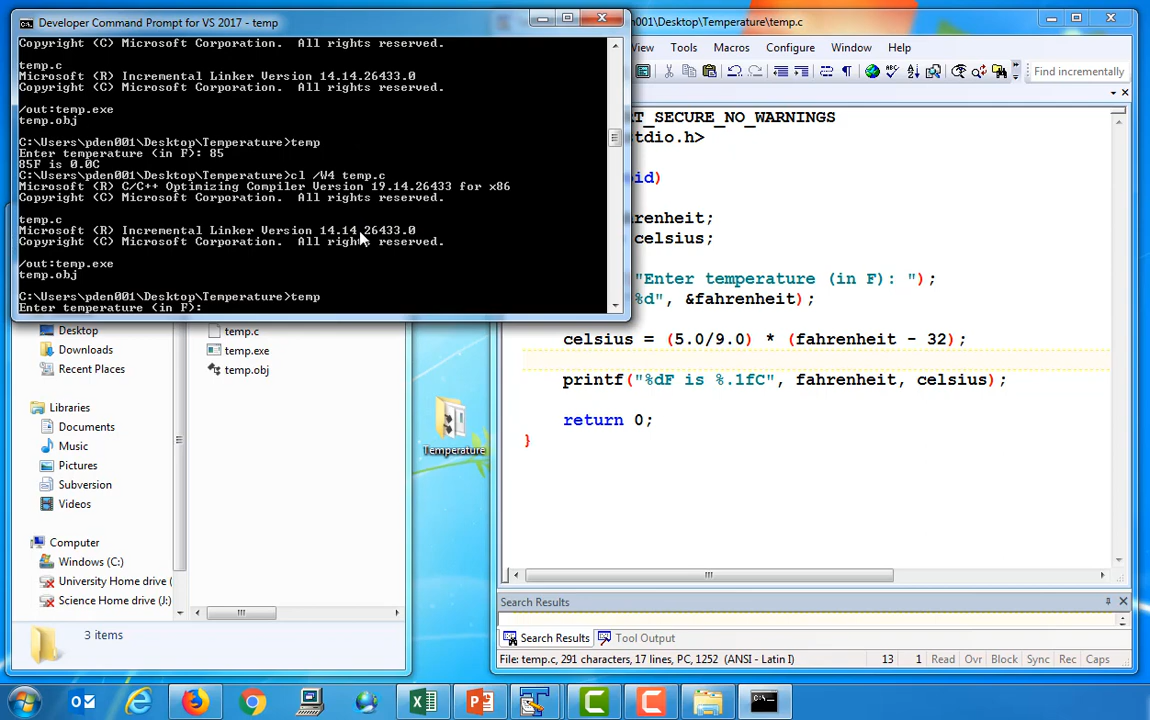 Developer Command Prompt for VS 2017 - temp
Copyright (C) Microsoft Corporation.  All rights reserved.
temp.c
Microsoft (R) Incremental Linker Version 14.14.26433.0
Copyright (C) Microsoft Corporation.  All rights reserved.
/out:temp.exe
temp.obj
C:\Users\pden001\Desktop\Temperature>temp
Enter temperature (in F): 85
85F is 0.0C
C:\Users\pden001\Desktop\Temperature>cl /W4 temp.c
Microsoft (R) C/C++ Optimizing Compiler Version 19.14.26433 for x86
Copyright (C) Microsoft Corporation.  All rights reserved.
temp.c
Microsoft (R) Incremental Linker Version 14.14.26433.0
Copyright (C) Microsoft Corporation.  All rights reserved.
/out:temp.exe
temp.obj
C:\Users\pden001\Desktop\Temperature>temp
Enter temperature (in F):
Desktop
Downloads
Recent Places
Libraries
Documents
Music
Pictures
Subversion
Videos
Computer
Windows (C:)
University Home drive (
Science Home drive (J:)
temp.c
temp.exe
temp.obj
3 items
Temperature
001\Desktop\Temperature\temp.c
View Tools Macros Configure Window Help
Find incrementally
RT_SECURE_NO_WARNINGS
stdio.h>
id)
renheit;
celsius;
"Enter temperature (in F): ");
%d", &fahrenheit);
celsius = (5.0/9.0) * (fahrenheit - 32);
printf("%dF is %.1fC", fahrenheit, celsius);
return 0;
}
Search Results
Search Results Tool Output
File: temp.c, 291 characters, 17 lines, PC, 1252 (ANSI - Latin I) 13 1 Read Ovr Block Sync Rec Caps